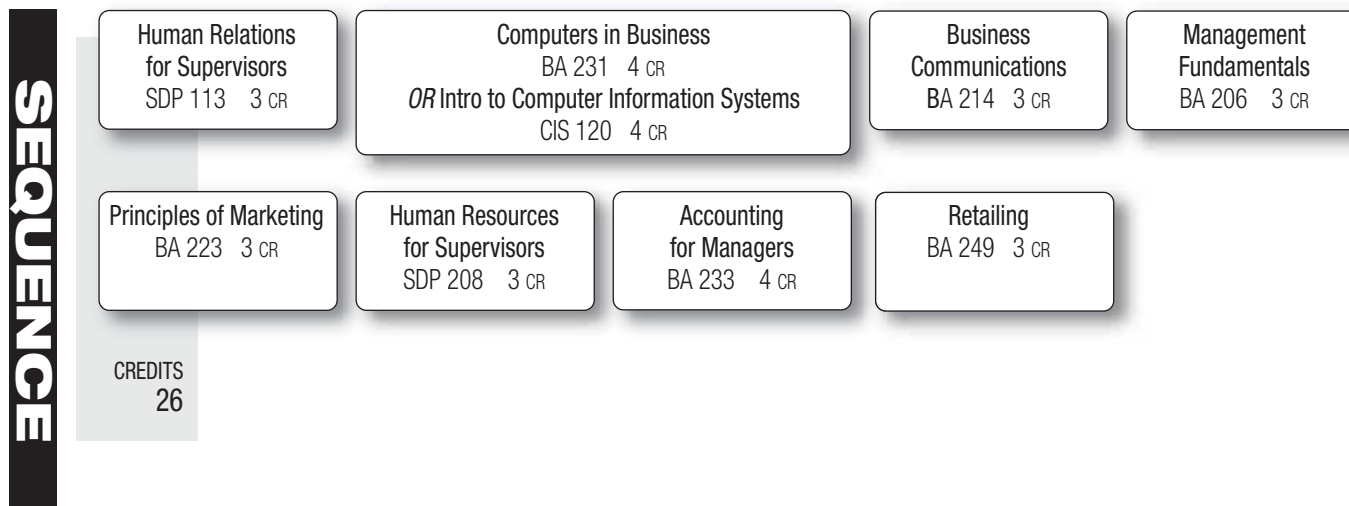 SEQUENCE
Human Relations
for Supervisors
SDP 113 3 CR
Computers in Business
BA 231 4 CR
OR Intro to Computer Information Systems
CIS 120 4 CR
Business
Communications
BA 214 3 CR
Management
Fundamentals
BA 206 3 CR
Principles of Marketing
BA 223 3 CR
Human Resources
for Supervisors
SDP 208 3 CR
Accounting
for Managers
BA 233 4 CR
Retailing
BA 249 3 CR
CREDITS
26